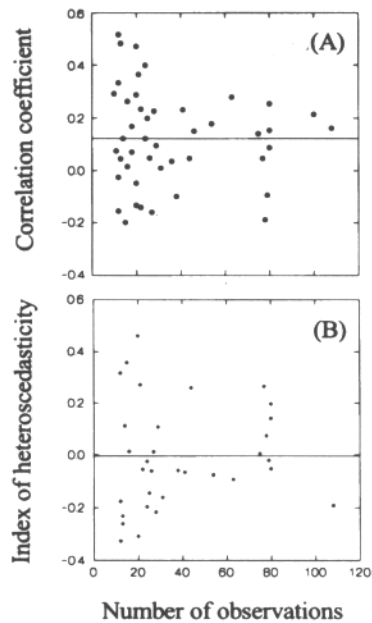 (A)
Correlation coefficient
0.6
0.4
0.2
0.0
-0.2
-0.4
(B)
Index of heteroscedasticity
0.6
0.4
0.2
0.0
-0.2
-0.4
0 20 40 60 80 100 120
Number of observations